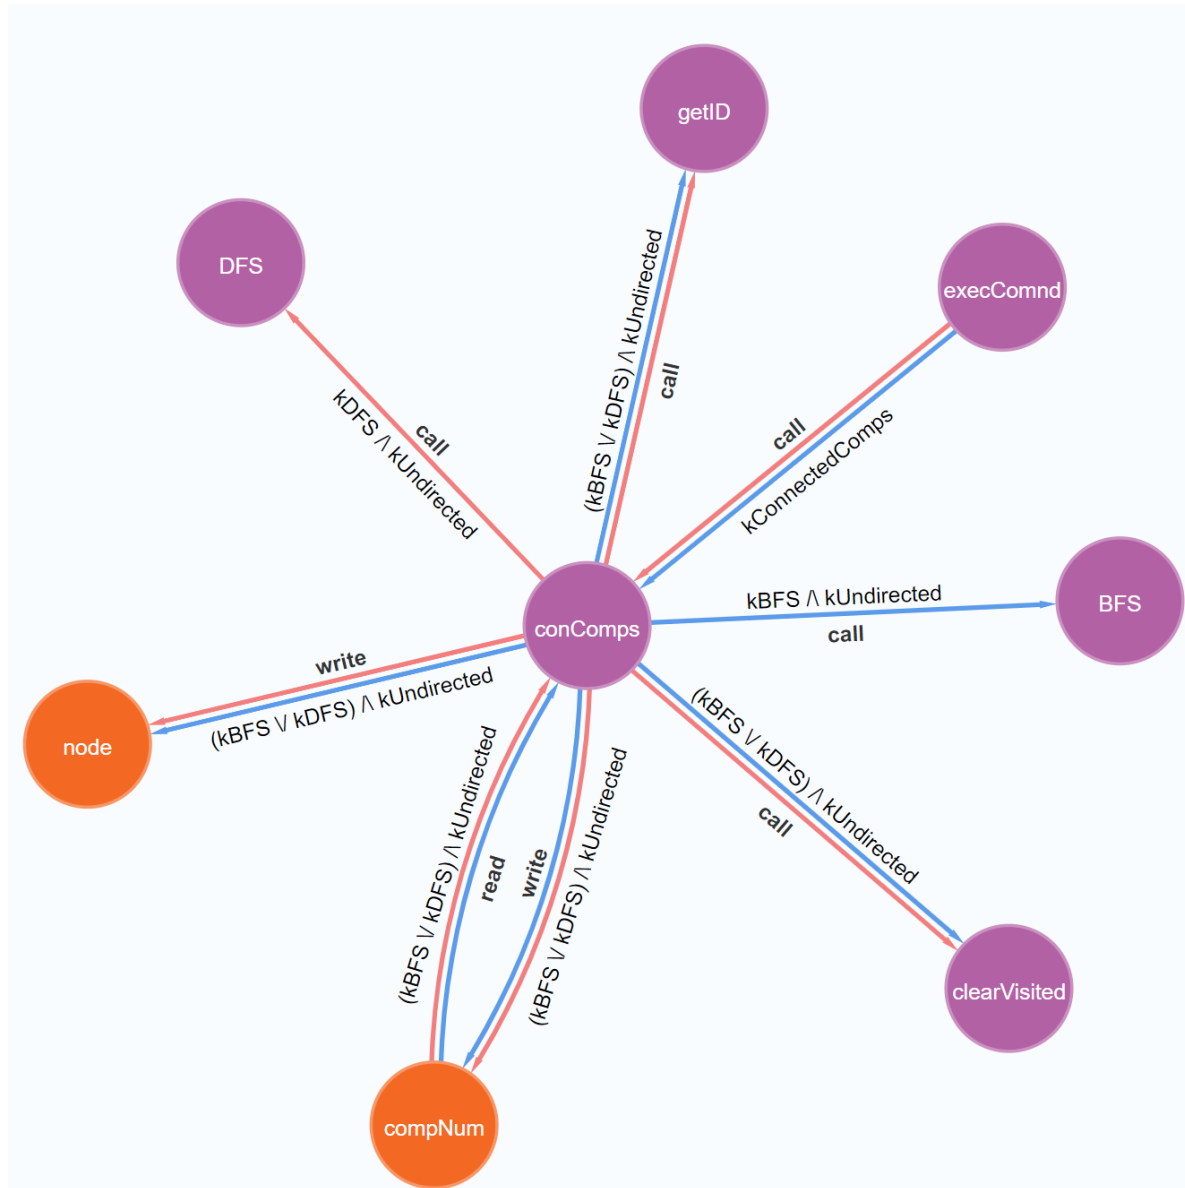 getID
DFS
execComnd
(kBFS \/ kDFS) /\ kUndirected
call
kDFS /\ kUndirected
call
call
kConnectedComps
kBFS /\ kUndirected
call
BFS
conComps
write
(kBFS \/ kDFS) /\ kUndirected
node
(kBFS \/ kDFS) /\ kUndirected
call
(kBFS \/ kDFS) /\ kUndirected
read
write
(kBFS \/ kDFS) /\ kUndirected
clearVisited
compNum